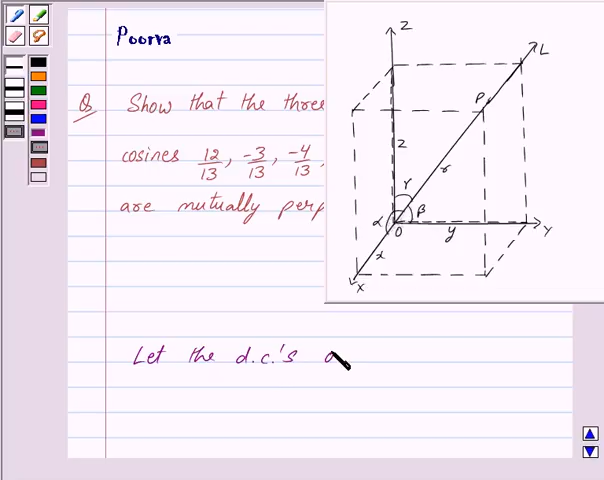 Poorva
Q Show that the three
cosines 12/13, -3/13, -4/13,
are mutually perp
Let the d.c.'s
Z
L
P
z
r
γ
α
β
O
y
Y
x
X